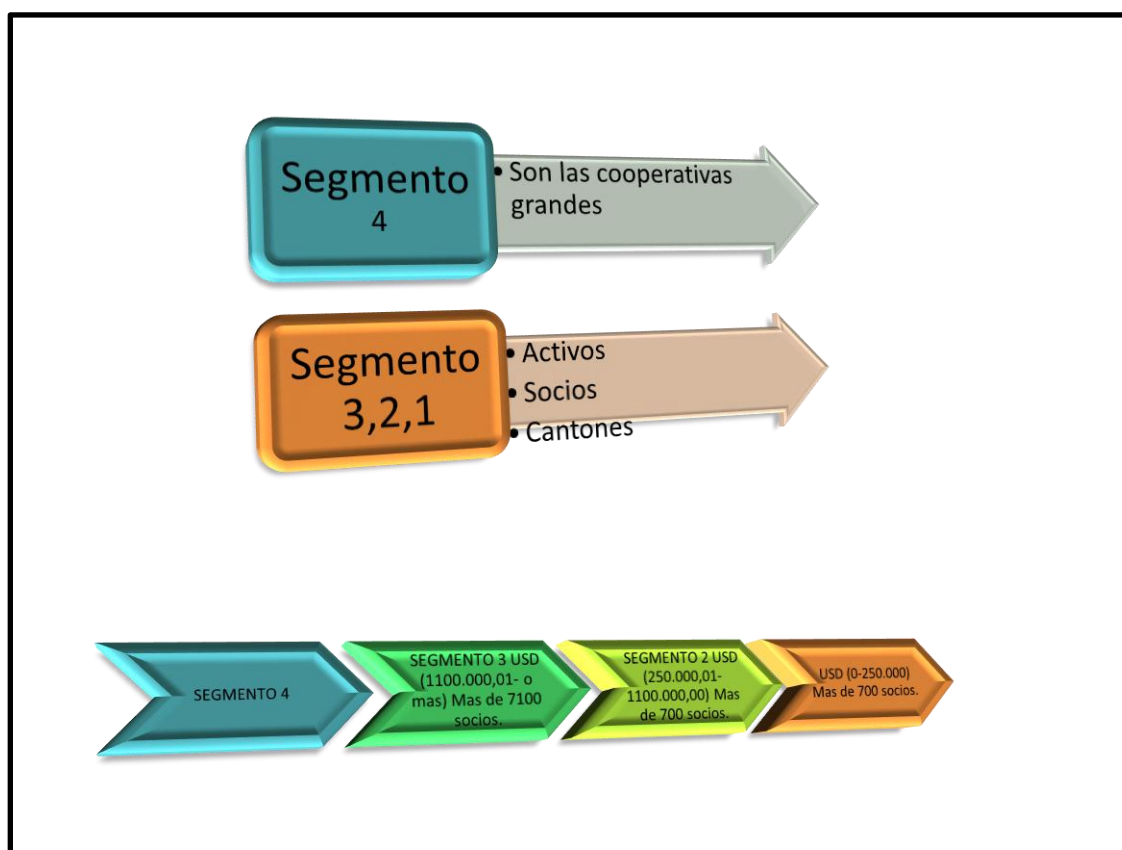 Segmento
4
• Son las cooperativas
grandes
Segmento
3,2,1
• Activos
• Socios
• Cantones
SEGMENTO 4
SEGMENTO 3 USD
(1100.000,01- o
mas) Mas de 7100
socios.
SEGMENTO 2 USD
(250.000,01-
1100.000,00) Mas
de 700 socios.
USD (0-250.000)
Mas de 700 socios.